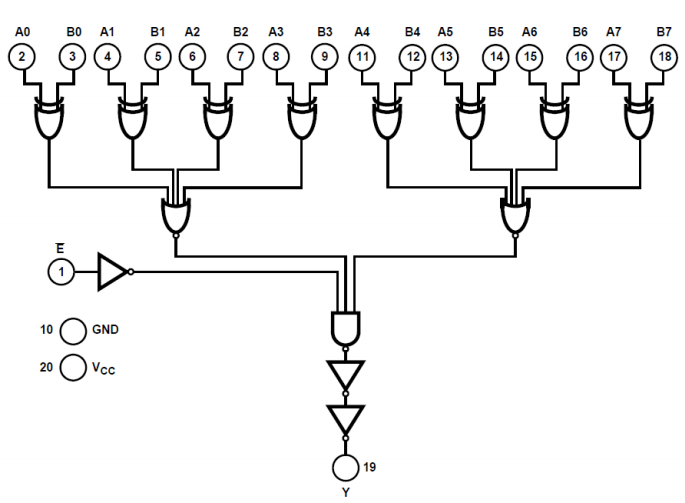 A0 B0 A1 B1 A2 B2 A3 B3 A4 B4 A5 B5 A6 B6 A7 B7
2 3 4 5 6 7 8 9 11 12 13 14 15 16 17 18
E̅
1
10 GND
20 VCC
19
Y